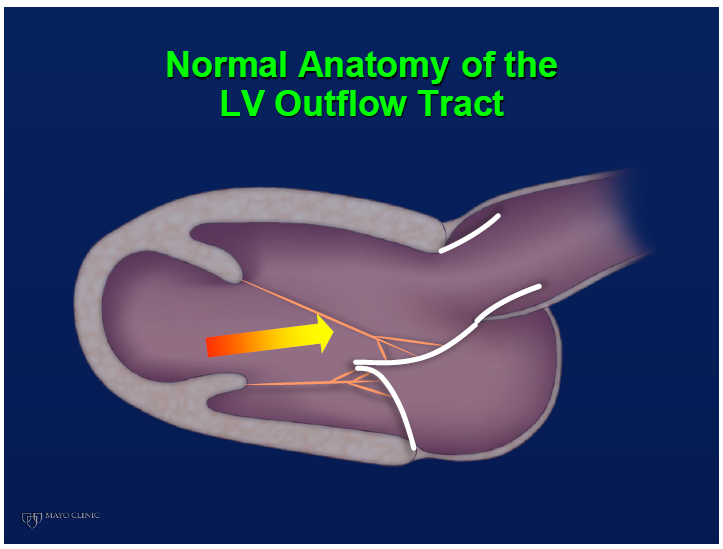 Normal Anatomy of the
LV Outflow Tract
MAYO CLINIC